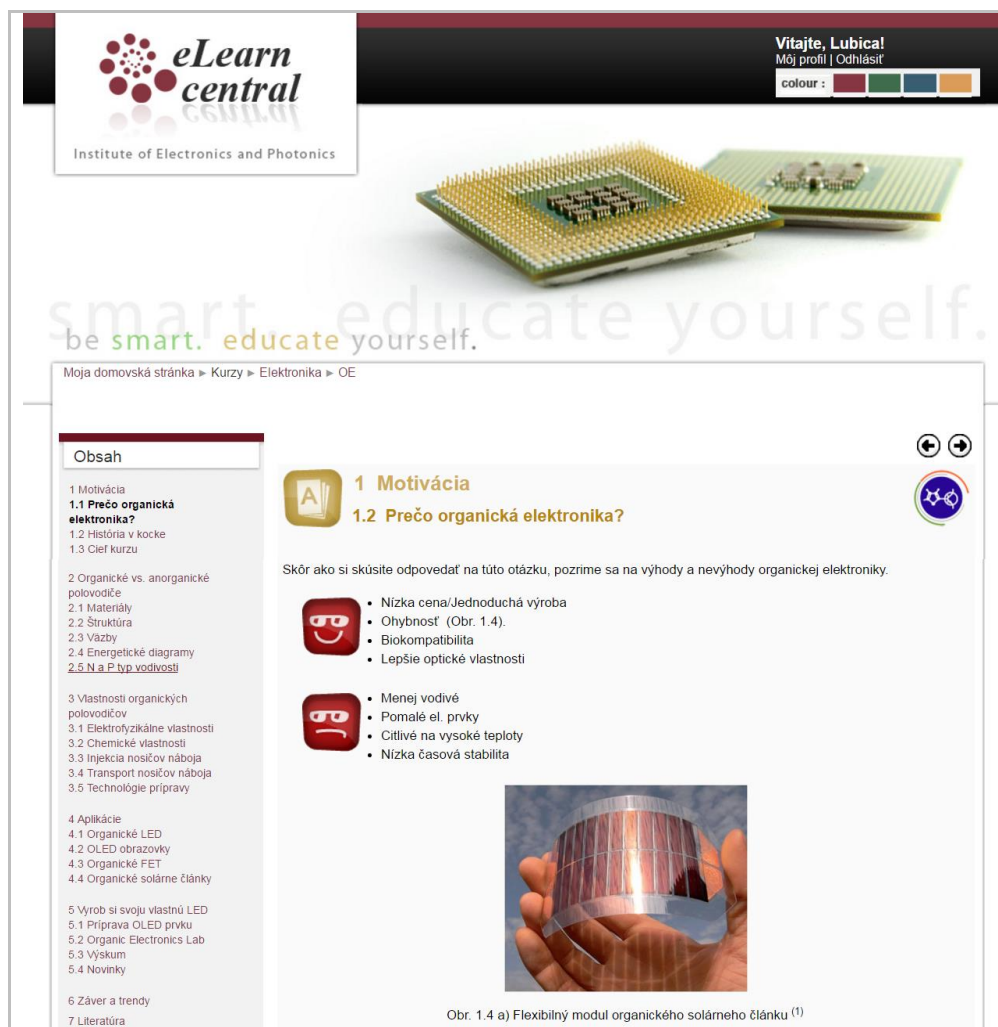 eLearn
central
Institute of Electronics and Photonics
Vitajte, Lubica!
Môj profil | Odhlásiť
colour :
smart. educate yourself.
be smart. educate yourself.
Moja domovská stránka ► Kurzy ► Elektronika ► OE
Obsah
1 Motivácia
1.1 Prečo organická
elektronika?
1.2 História v kocke
1.3 Cieľ kurzu
2 Organické vs. anorganické
polovodiče
2.1 Materiály
2.2 Štruktúra
2.3 Väzby
2.4 Energetické diagramy
2.5 N a P typ vodivosti
3 Vlastnosti organických
polovodičov
3.1 Elektrofyzikálne vlastnosti
3.2 Chemické vlastnosti
3.3 Injekcia nosičov náboja
3.4 Transport nosičov náboja
3.5 Technológie prípravy
4 Aplikácie
4.1 Organické LED
4.2 OLED obrazovky
4.3 Organické FET
4.4 Organické solárne články
5 Vyrob si svoju vlastnú LED
5.1 Príprava OLED prvku
5.2 Organic Electronics Lab
5.3 Výskum
5.4 Novinky
6 Záver a trendy
7 Literatúra
A
1 Motivácia
1.2 Prečo organická elektronika?
Skôr ako si skúsite odpovedať na túto otázku, pozrime sa na výhody a nevýhody organickej elektroniky.
• Nízka cena/Jednoduchá výroba
• Ohybnosť (Obr. 1.4).
• Biokompatibilita
• Lepšie optické vlastnosti
• Menej vodivé
• Pomalé el. prvky
• Citlivé na vysoké teploty
• Nízka časová stabilita
Obr. 1.4 a) Flexibilný modul organického solárneho článku (1)